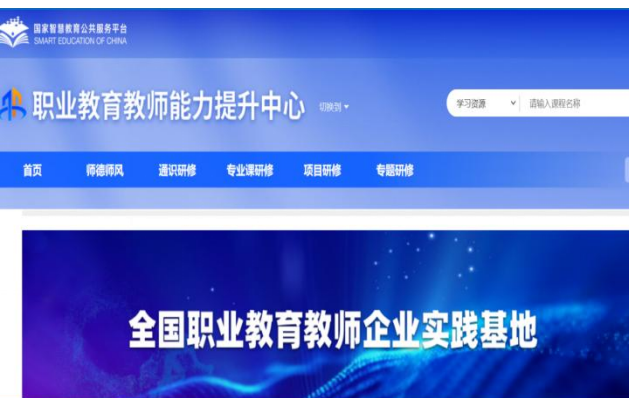 国家智慧教育公共服务平台
SMART EDUCATION OF CHINA
职业教育教师能力提升中心 切换到
学习资源 请输入课程名称
首页 师德师风 通识研修 专业课研修 项目研修 专题研修
全国职业教育教师企业实践基地